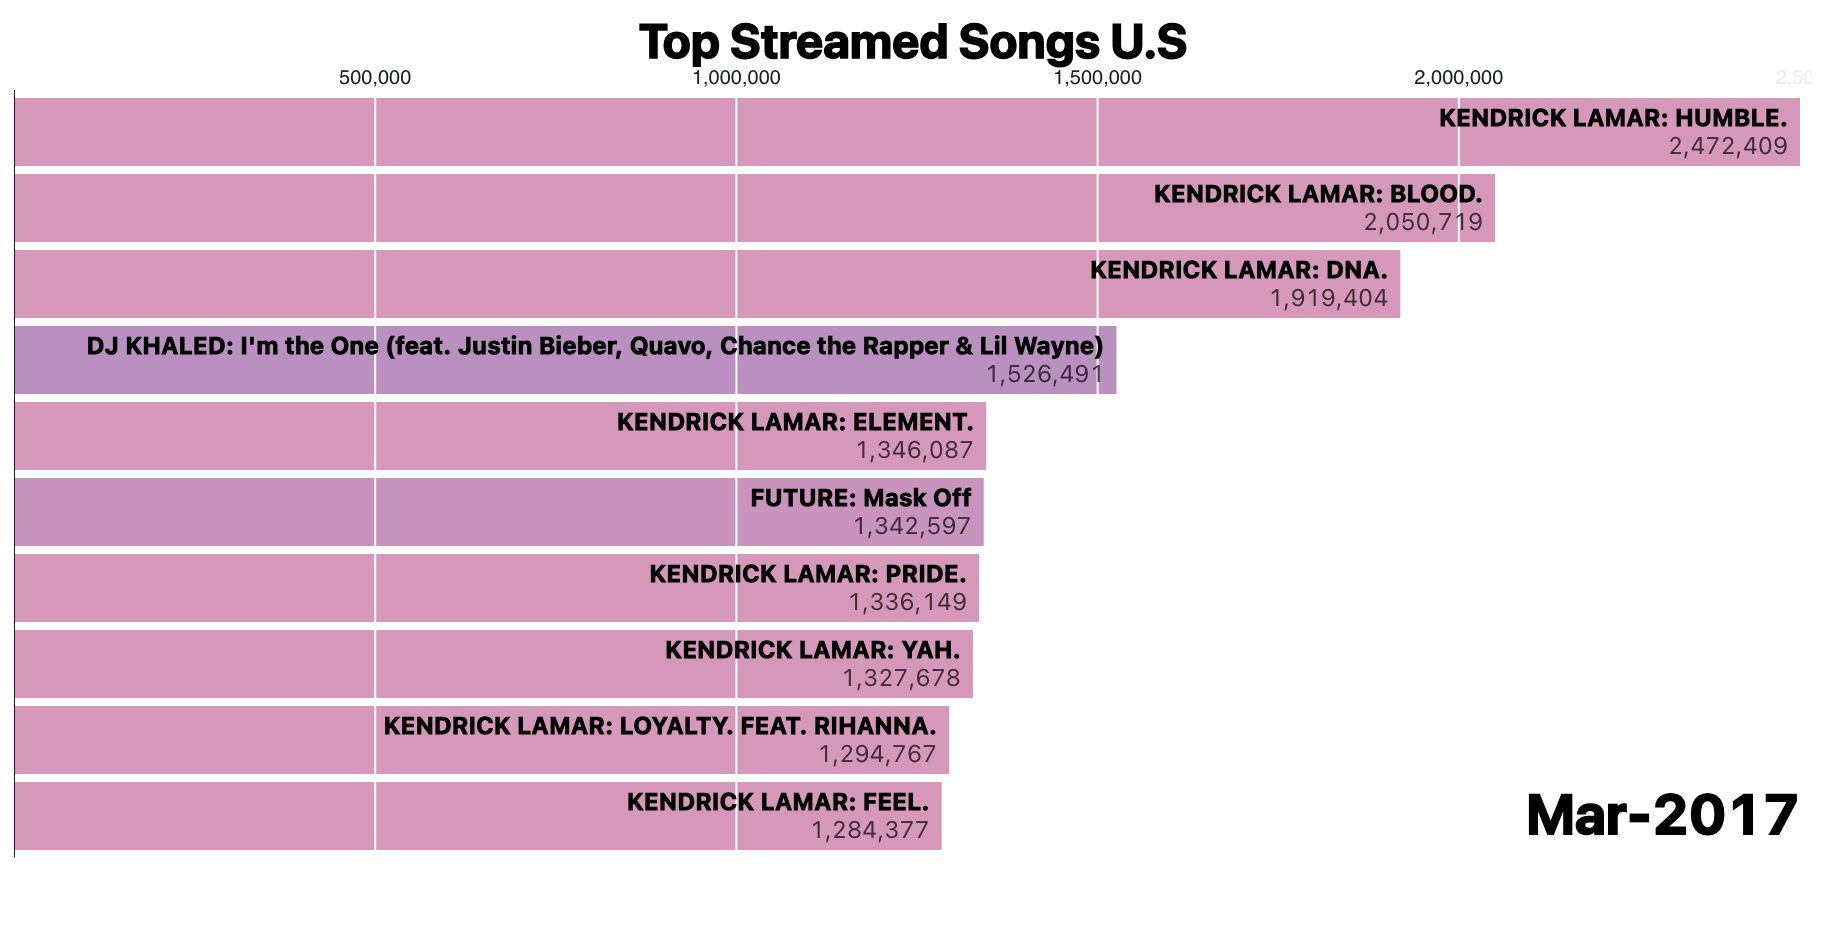 Top Streamed Songs U.S
500,000 1,000,000 1,500,000 2,000,000 2,50
KENDRICK LAMAR: HUMBLE.
2,472,409
KENDRICK LAMAR: BLOOD.
2,050,719
KENDRICK LAMAR: DNA.
1,919,404
DJ KHALED: I'm the One (feat. Justin Bieber, Quavo, Chance the Rapper & Lil Wayne)
1,526,491
KENDRICK LAMAR: ELEMENT.
1,346,087
FUTURE: Mask Off
1,342,597
KENDRICK LAMAR: PRIDE.
1,336,149
KENDRICK LAMAR: YAH.
1,327,678
KENDRICK LAMAR: LOYALTY. FEAT. RIHANNA.
1,294,767
KENDRICK LAMAR: FEEL.
1,284,377
Mar-2017